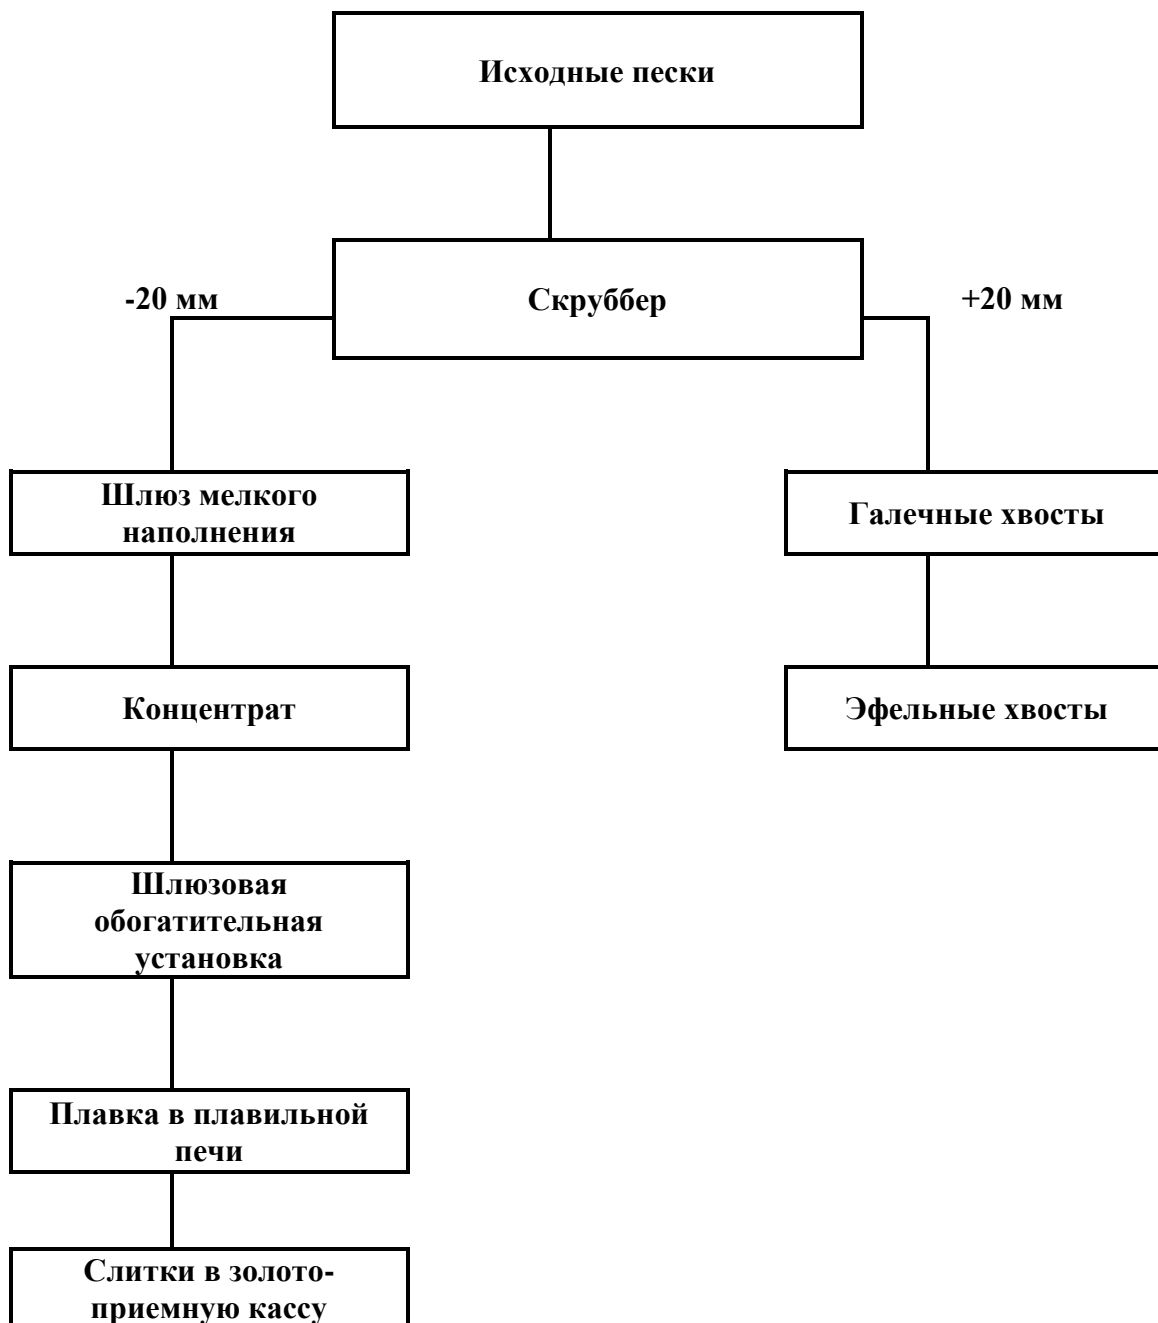 Исходные пески
-20 мм
Скруббер
+20 мм
Шлюз мелкого
наполнения
Галечные хвосты
Концентрат
Эфельные хвосты
Шлюзовая
обогатительная
установка
Плавка в плавильной
печи
Слитки в золото-
приемную кассу